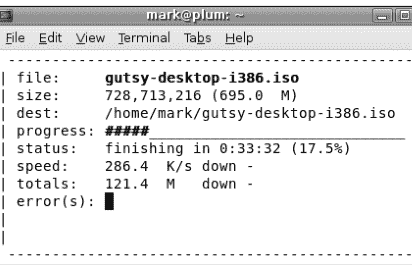 mark@plum: ~
File Edit View Terminal Tabs Help
------------------------------------------------
| file: gutsy-desktop-i386.iso
| size: 728,713,216 (695.0 M)
| dest: /home/mark/gutsy-desktop-i386.iso
| progress: #####______________________________
| status: finishing in 0:33:32 (17.5%)
| speed: 286.4 K/s down -
| totals: 121.4 M down -
| error(s):
|
|
------------------------------------------------